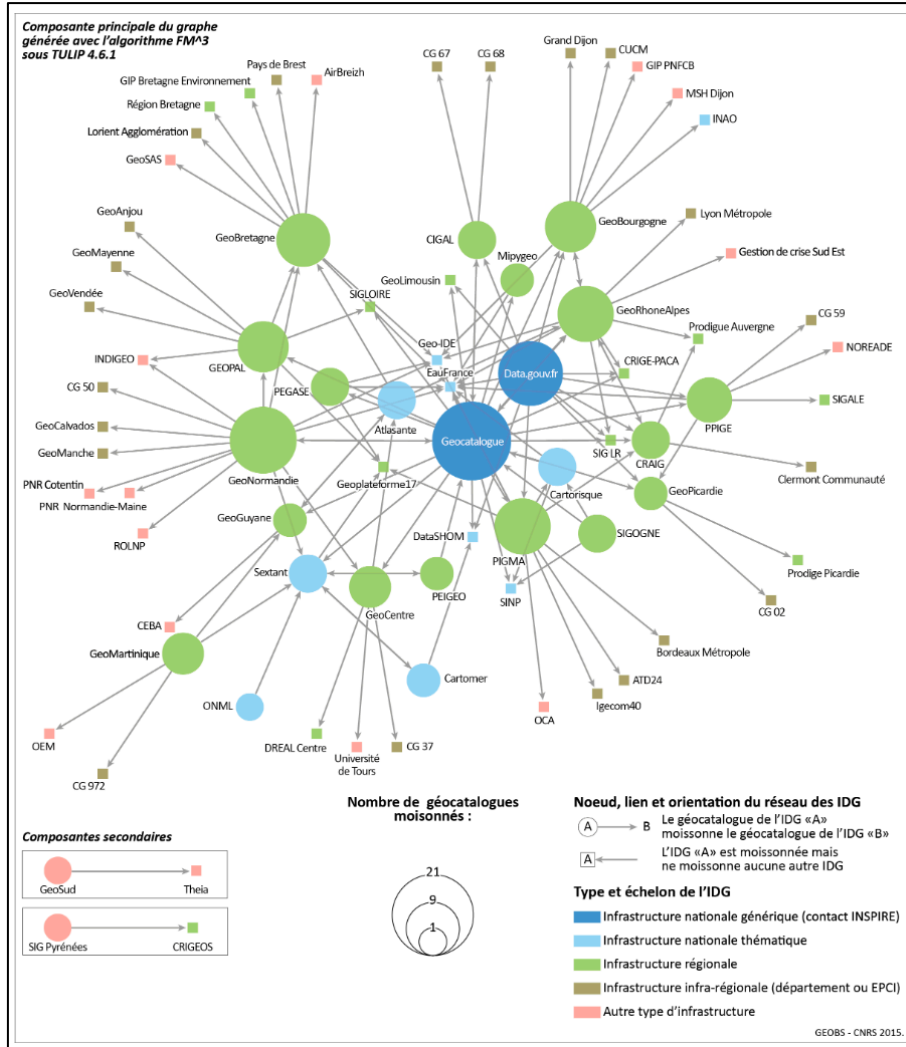 Composante principale du graphe
générée avec l'algorithme FM^3
sous TULIP 4.6.1
Grand Dijon
CG 67
CG 68
CUCM
Pays de Brest
GIP PNFCB
AirBreizh
GIP Bretagne Environnement
MSH Dijon
Région Bretagne
INAO
Lorient Agglomération
GeoSAS
GeoAnjou
Lyon Métropole
GeoBourgogne
GeoBretagne
CIGAL
GeoMayenne
Mipygeo
Gestion de crise Sud Est
GeoLimousin
SIGLOIRE
GeoVendée
GeoRhoneAlpes
CG 59
Prodigue Auvergne
Geo-IDE
INDIGEO
NOREADE
GEOPAL
EauFrance
CRIGE-PACA
Data.gouv.fr
CG 50
PEGASE
SIGALE
PPIGE
GeoCalvados
Atlasante
Geocatalogue
SIG LR
CRAIG
GeoManche
Clermont Communauté
GeoNormandie
Geoplateforme17
Cartorisque
GeoPicardie
PNR Cotentin
PNR Normandie-Maine
GeoGuyane
DataSHOM
ROLNP
PIGMA
SIGOGNE
Sextant
Prodige Picardie
PEIGEO
SINP
GeoCentre
CG 02
CEBA
GeoMartinique
Bordeaux Métropole
Cartomer
ATD24
ONML
Igecom40
OCA
OEM
DREAL Centre
Université
de Tours
CG 37
CG 972
Composantes secondaires
GeoSud
Theia
SIG Pyrénées
CRIGEOS
Nombre de géocatalogues
moisonnés :
21
9
1
Noeud, lien et orientation du réseau des IDG
A
B
Le géocatalogue de l'IDG «A»
moissonne le géocatalogue de l'IDG «B»
A
L'IDG «A» est moissonnée mais
ne moissonne aucune autre IDG
Type et échelon de l'IDG
Infrastructure nationale générique (contact INSPIRE)
Infrastructure nationale thématique
Infrastructure régionale
Infrastructure infra-régionale (département ou EPCI)
Autre type d'infrastructure
GEOBS - CNRS 2015.